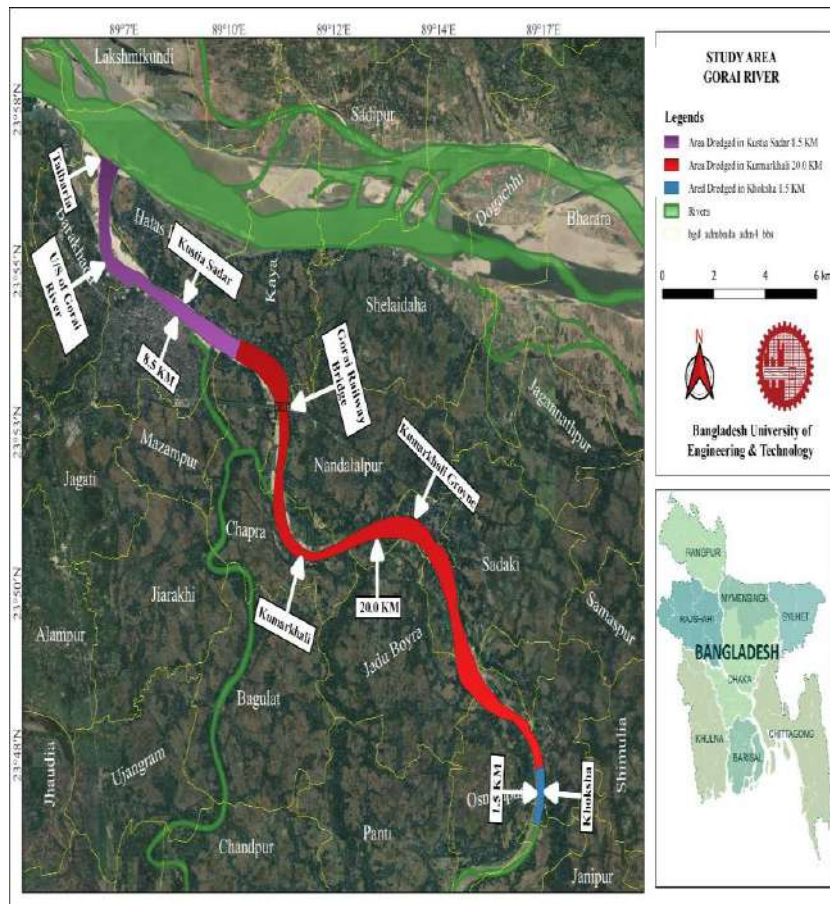 89°7'E 89°10'E 89°12'E 89°14'E 89°17'E
23°58'N
23°55'N
23°53'N
23°50'N
23°48'N
Lakshmikundi
Sadipur
Talbaria
Dogachhi
Bharara
Hatas
Kustia Sadar
Kaya
U/S of Gorai
River
Shelaidaha
8.5 KM
Gorai Railway
Bridge
Jagannathpur
Mazampur
Kumarkhali Groyne
Jagati
Nandalalpur
Chapra
Sadaki
Jiarakhi
Kumarkhali
20.0 KM
Samaspur
Alampur
Jadu Boyra
Bagulat
Ujangram
Jhaudia
1.5 KM
Khoksha
Shimulia
Chandpur
Panti
Janipur
STUDY AREA
GORAI RIVER
Legends
Area Dredged in Kustia Sadar 8.5 KM
Area Dredged in Kumarkhali 20.0 KM
Ared Dredged in Khoksha 1.5 KM
Rivers
0 2 4 6 km
N
Bangladesh University of
Engineering & Technology
RANGPUR
RAJSHAHI
MYMENSINGH
SYLHET
BANGLADESH
DHAKA
KHULNA
BARISAL
CHITTAGONG